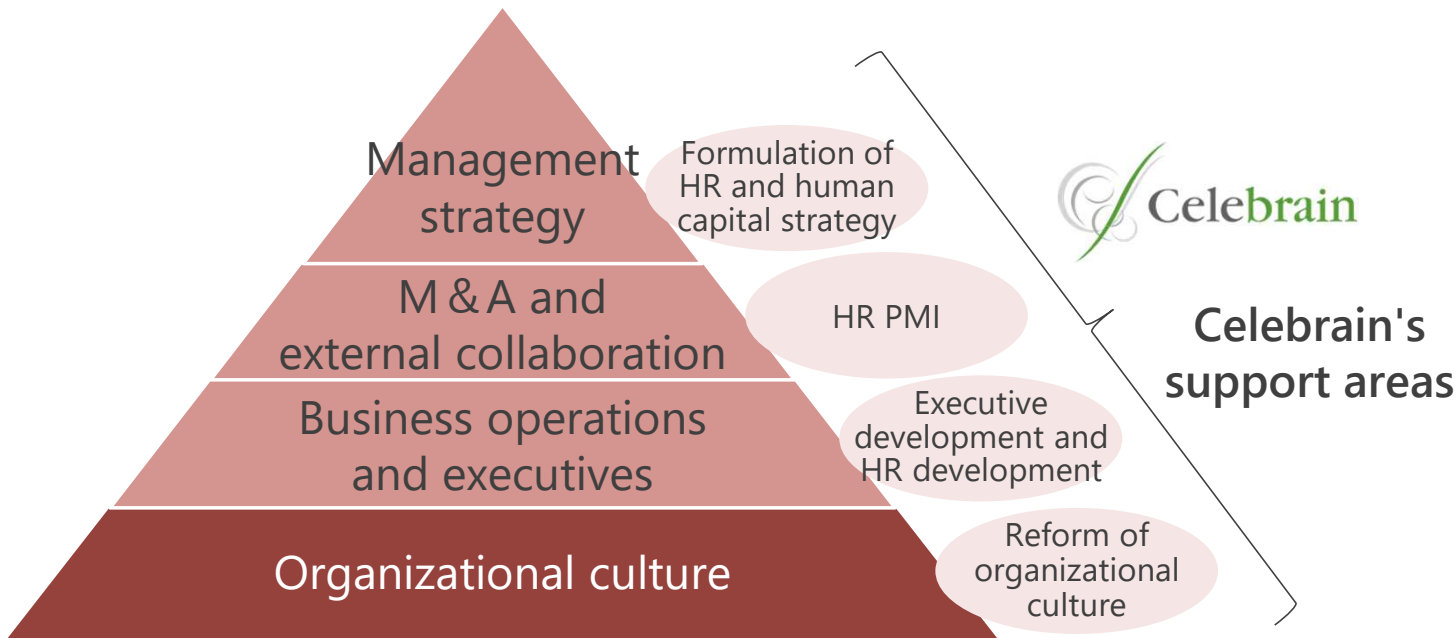 Management
strategy
Formulation of
HR and human
capital strategy
Celebrain
M & A and
external collaboration
HR PMI
Celebrain's
support areas
Business operations
and executives
Executive
development and
HR development
Organizational culture
Reform of
organizational
culture